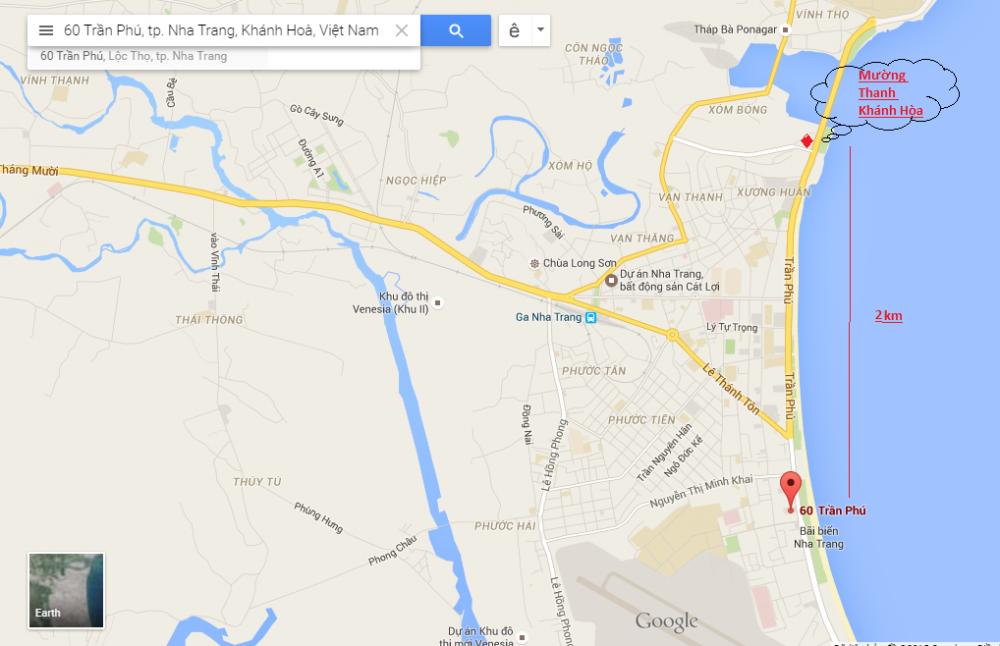 60 Trần Phú, tp. Nha Trang, Khánh Hoà, Việt Nam
ê
60 Trần Phú, Lộc Thọ, tp. Nha Trang
VĨNH THỌ
Tháp Bà Ponagar
CỒN NGỌC
THẢO
Mường
Thanh
Khánh Hòa
VĨNH THẠNH
Cầu Bè
Gò Cây Sung
XÓM BÓNG
Đường A1
XÓM HỘ
Tháng Mười
NGỌC HIỆP
VẠN THẠNH
XƯƠNG HUÂN
Phương Sài
VẠN THẮNG
vào Vĩnh Thái
Chùa Long Sơn
Dự án Nha Trang,
bất động sản Cát Lợi
Trần Phú
Khu đô thị
Venesia (Khu II)
THÁI THÔNG
Ga Nha Trang
Lý Tự Trọng
2 km
PHƯỚC TÂN
Lê Thánh Tôn
Trần Phú
PHƯỚC TIẾN
Đồng Nai
Lê Hồng Phong
Trần Nguyên Hãn
Ngô Đức Kế
Nguyễn Thị Minh Khai
THỦY TÚ
Phùng Hưng
60 Trần Phú
PHƯỚC HẢI
Bãi biển
Nha Trang
Phong Châu
Lê Hồng Phong
Earth
Google
Dự án Khu đô
thị mới Venesia